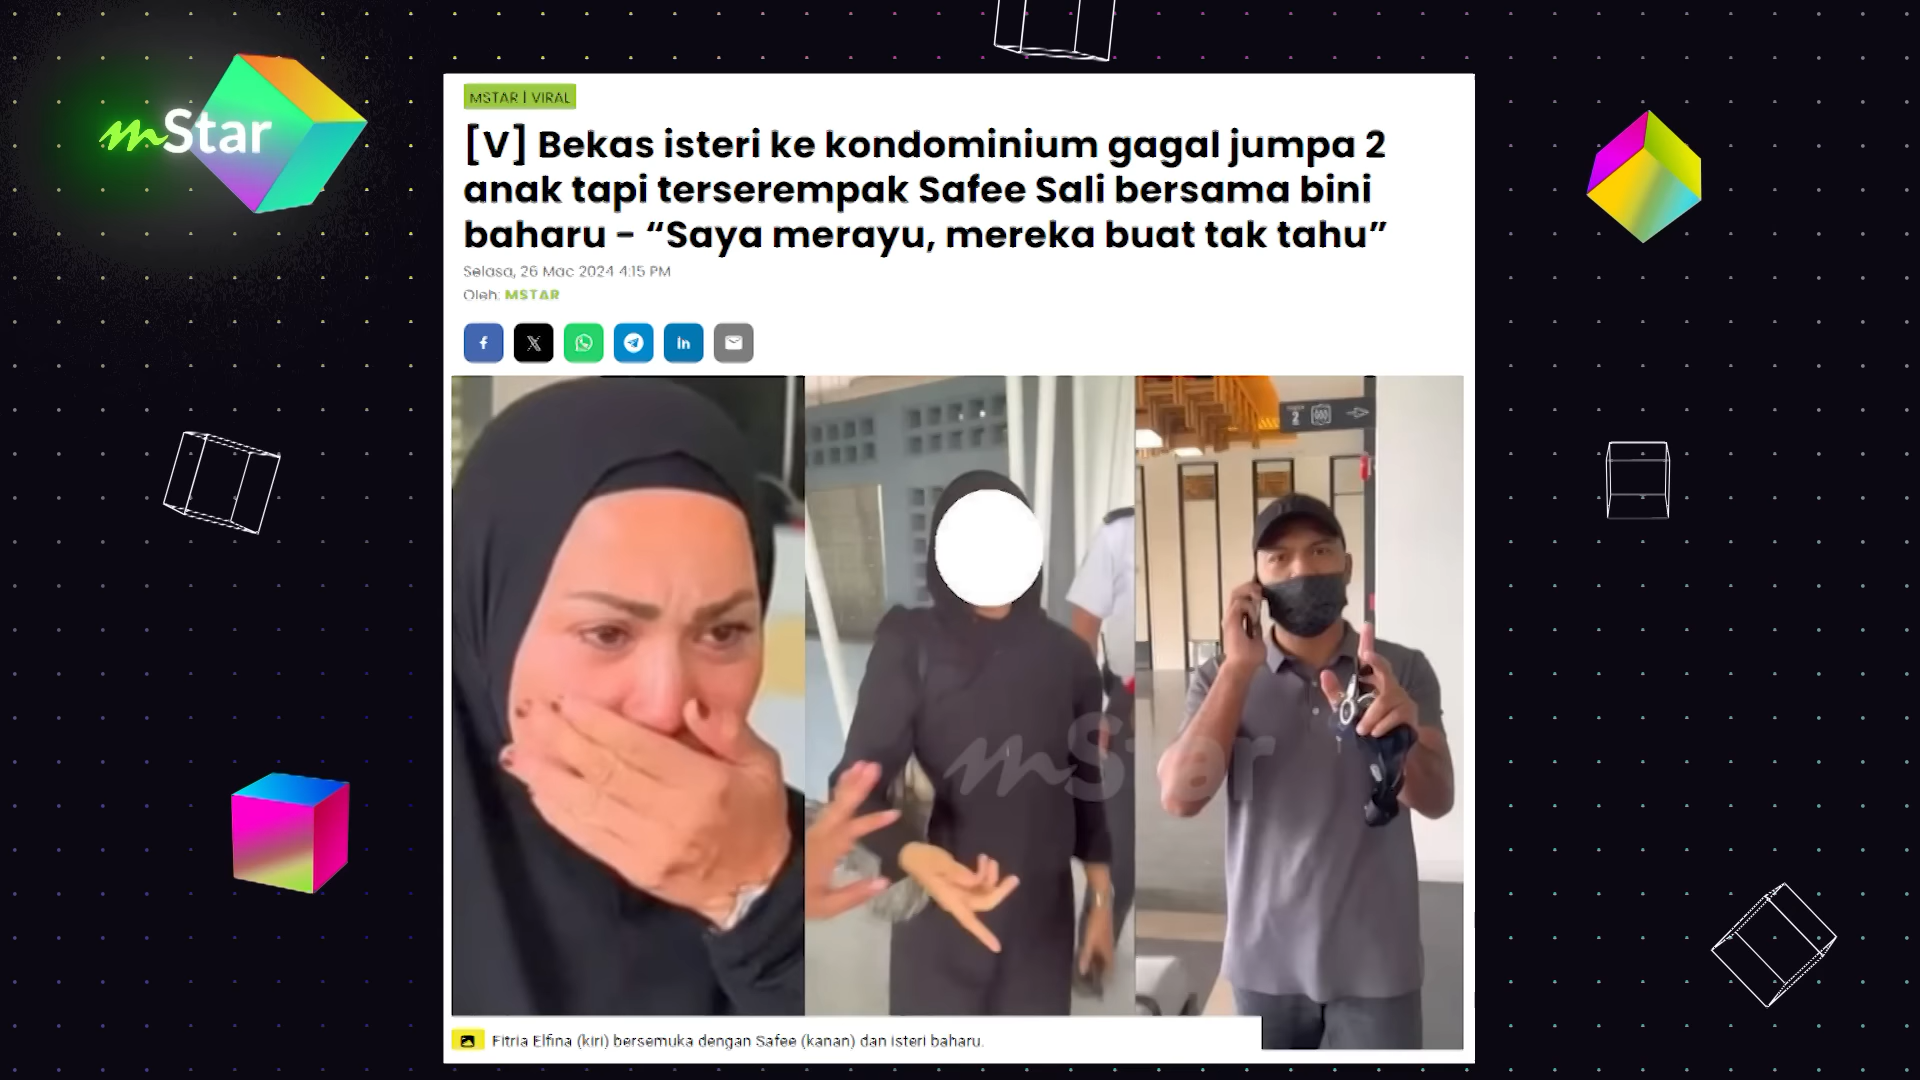 mStar
MSTAR | VIRAL
[V] Bekas isteri ke kondominium gagal jumpa 2
anak tapi terserempak Safee Sali bersama bini
baharu - “Saya merayu, mereka buat tak tahu”
Selasa, 26 Mac 2024 4:15 PM
Oleh: MSTAR
f X in
2
mStar
Fitria Elfina (kiri) bersemuka dengan Safee (kanan) dan isteri baharu.